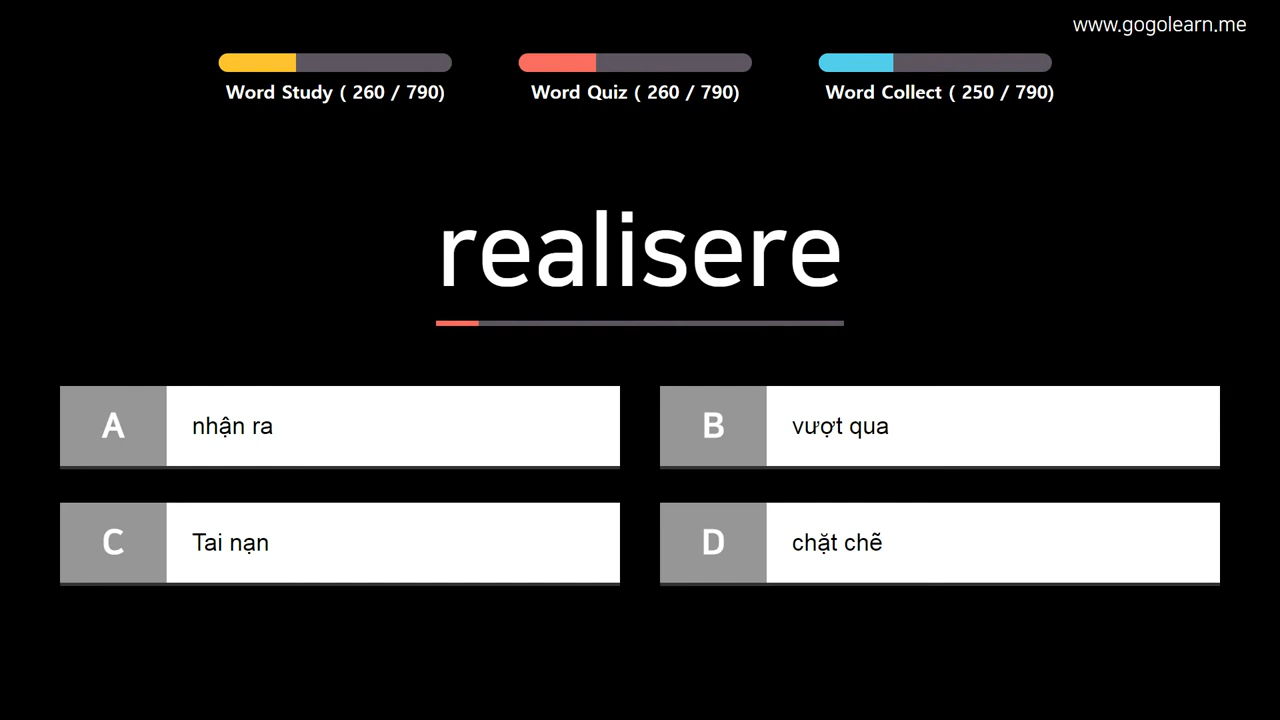 www.gogolearn.me
Word Study ( 260 / 790)
Word Quiz ( 260 / 790)
Word Collect ( 250 / 790)
realisere
A nhận ra
B vượt qua
C Tai nạn
D chặt chẽ